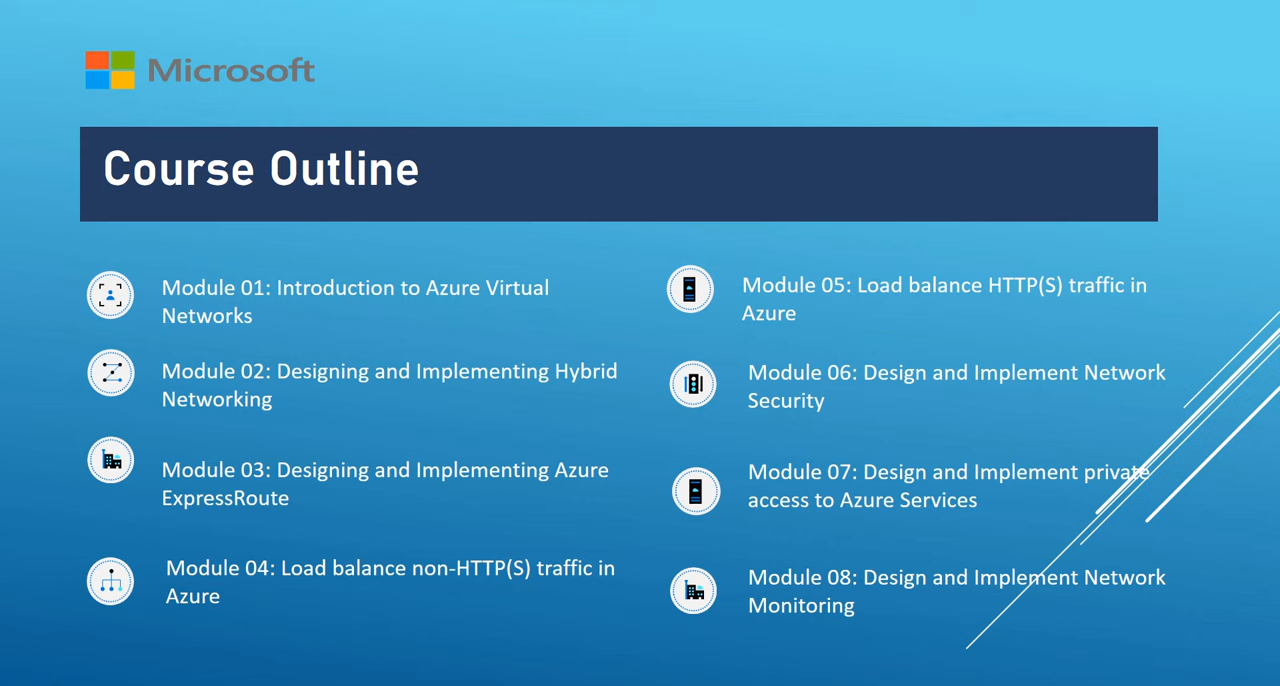 Microsoft
Course Outline
Module 01: Introduction to Azure Virtual
Networks
Module 02: Designing and Implementing Hybrid
Networking
Module 03: Designing and Implementing Azure
ExpressRoute
Module 04: Load balance non-HTTP(S) traffic in
Azure
Module 05: Load balance HTTP(S) traffic in
Azure
Module 06: Design and Implement Network
Security
Module 07: Design and Implement private
access to Azure Services
Module 08: Design and Implement Network
Monitoring